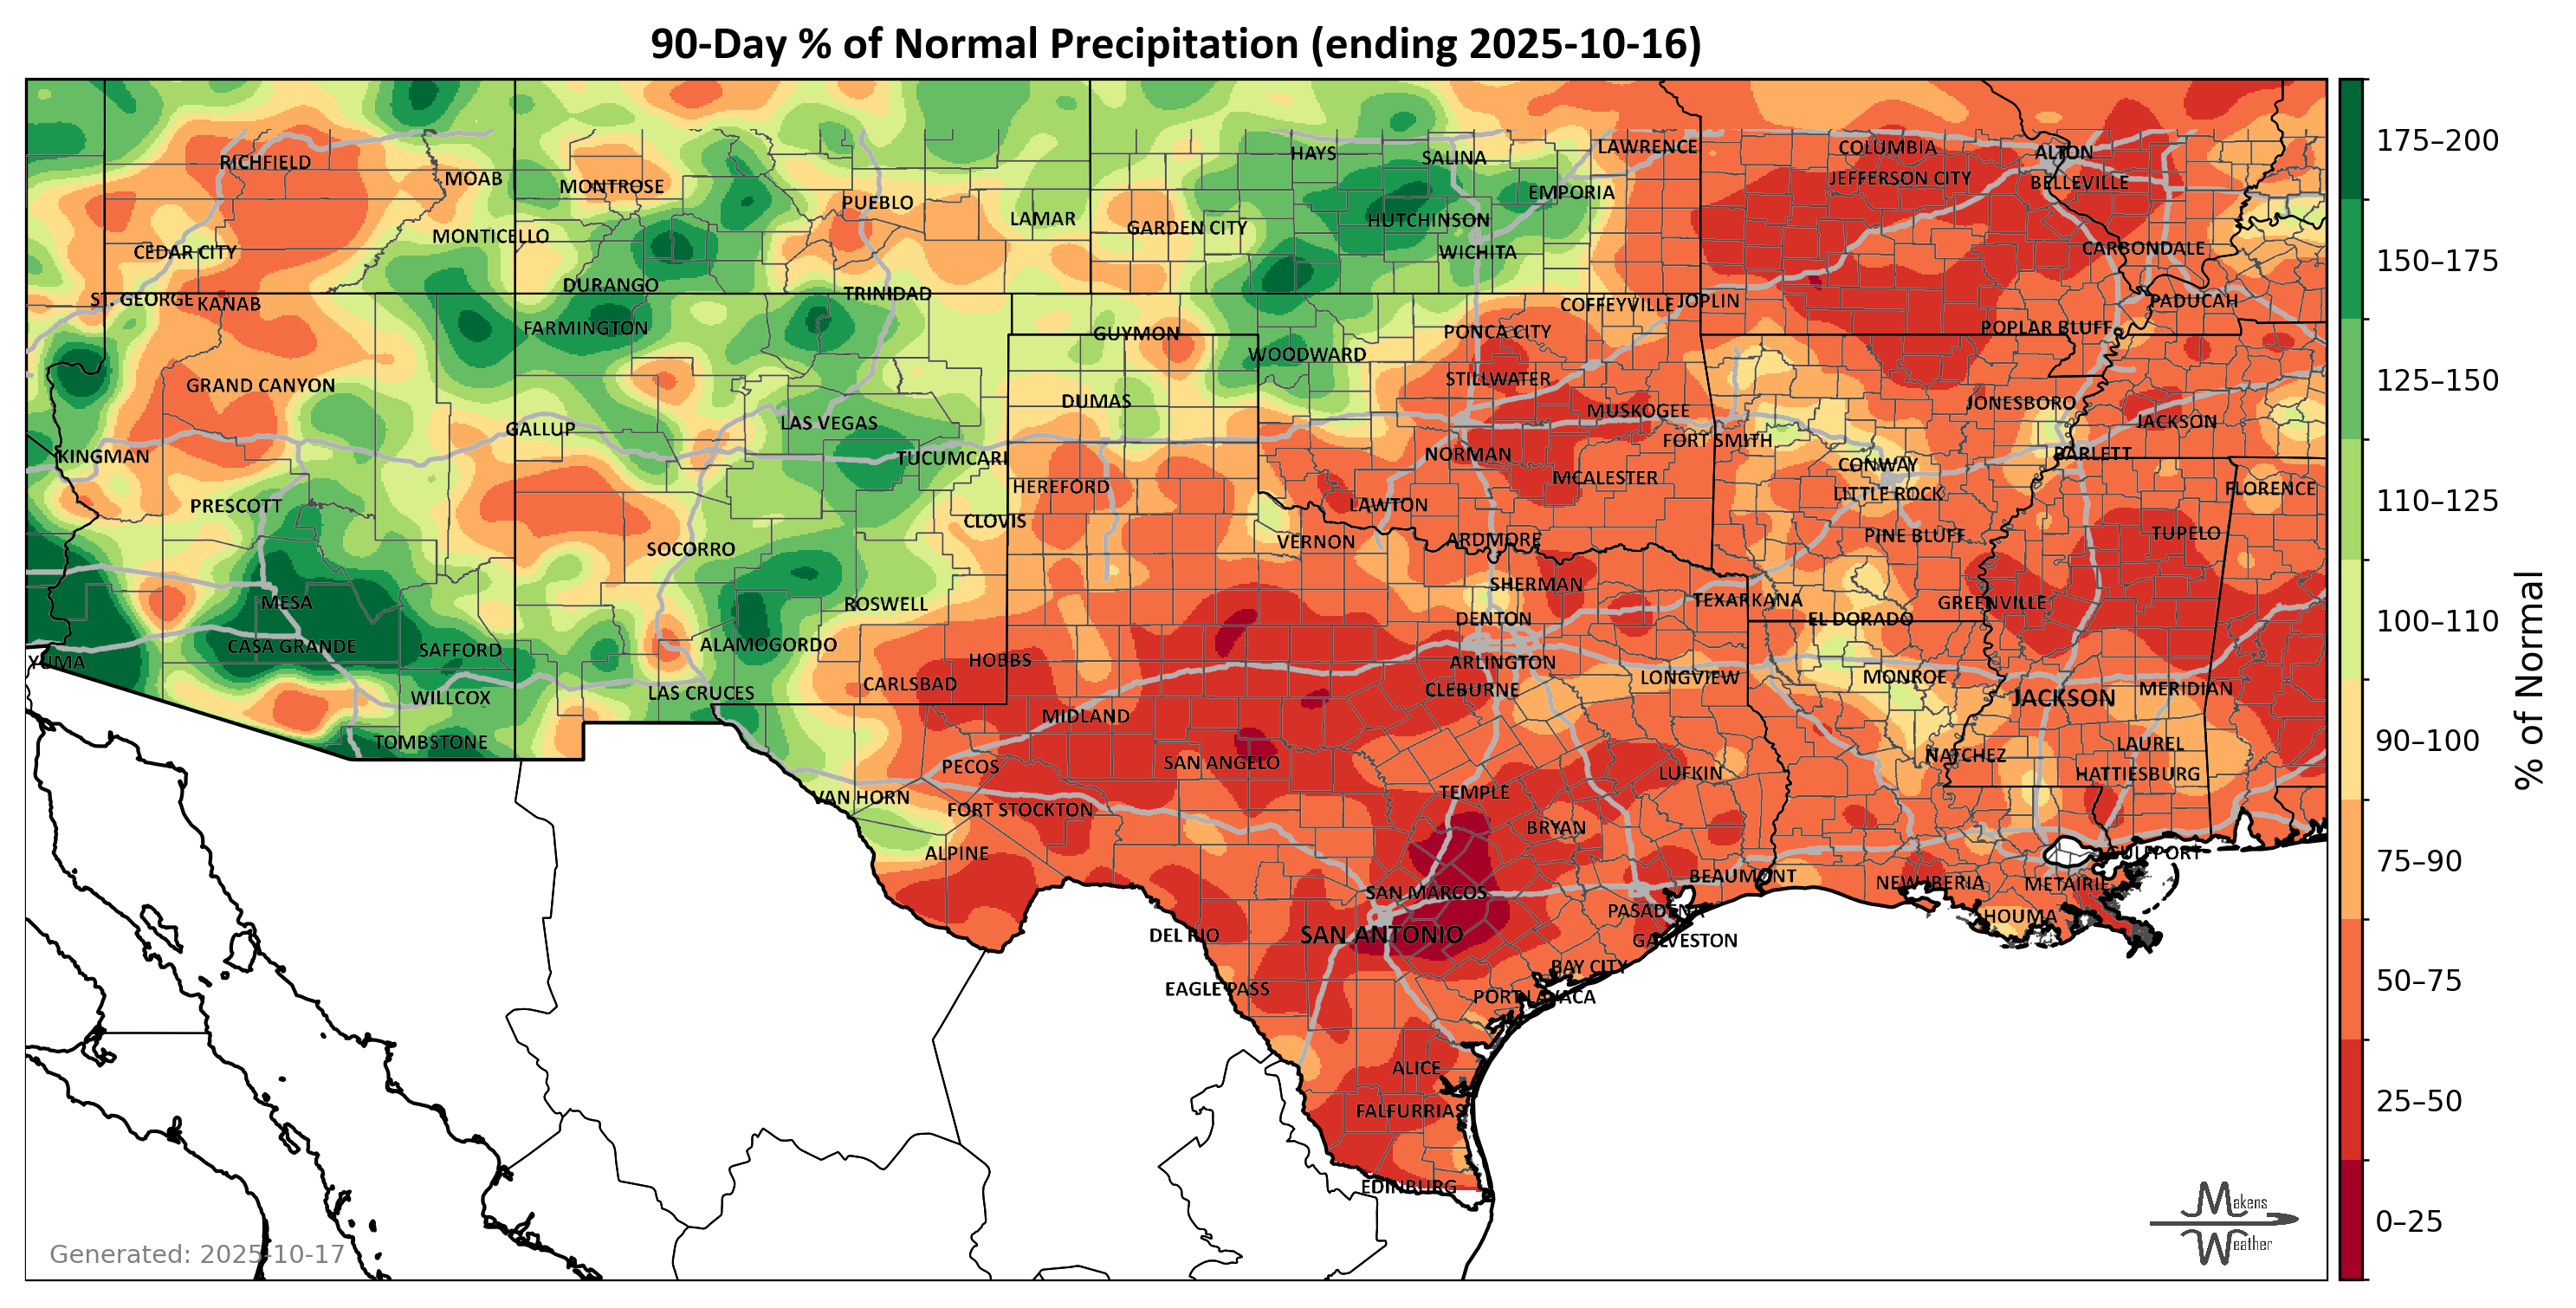 90-Day % of Normal Precipitation (ending 2025-10-16)
HAYS
SALINA
LAWRENCE
COLUMBIA
ALTON
RICHFIELD
MOAB
MONTROSE
EMPORIA
JEFFERSON CITY
BELLEVILLE
PUEBLO
LAMAR
GARDEN CITY
HUTCHINSON
CEDAR CITY
MONTICELLO
WICHITA
CARBONDALE
DURANGO
TRINIDAD
ST. GEORGE
KANAB
COFFEYVILLE
JOPLIN
PADUCAH
FARMINGTON
GUYMON
PONCA CITY
POPLAR BLUFF
WOODWARD
GRAND CANYON
STILLWATER
DUMAS
MUSKOGEE
JONESBORO
JACKSON
GALLUP
LAS VEGAS
FORT SMITH
KINGMAN
TUCUMCARI
NORMAN
BARLETT
CONWAY
HEREFORD
MCALESTER
LITTLE ROCK
FLORENCE
PRESCOTT
LAWTON
CLOVIS
SOCORRO
VERNON
ARDMORE
PINE BLUFF
TUPELO
SHERMAN
MESA
ROSWELL
TEXARKANA
GREENVILLE
DENTON
EL DORADO
CASA GRANDE
SAFFORD
ALAMOGORDO
YUMA
HOBBS
ARLINGTON
CARLSBAD
CLEBURNE
LONGVIEW
MONROE
WILLCOX
LAS CRUCES
JACKSON
MERIDIAN
MIDLAND
TOMBSTONE
PECOS
SAN ANGELO
LUFKIN
NATCHEZ
LAUREL
HATTIESBURG
VAN HORN
FORT STOCKTON
TEMPLE
BRYAN
ALPINE
GULFPORT
SAN MARCOS
BEAUMONT
NEW IBERIA
METAIRIE
PASADENA
HOUMA
DEL RIO
SAN ANTONIO
GALVESTON
BAY CITY
EAGLE PASS
PORT LAVACA
ALICE
FALFURRIAS
EDINBURG
Generated: 2025-10-17
Makens
Weather
175–200
150–175
125–150
110–125
100–110
90–100
75–90
50–75
25–50
0–25
% of Normal